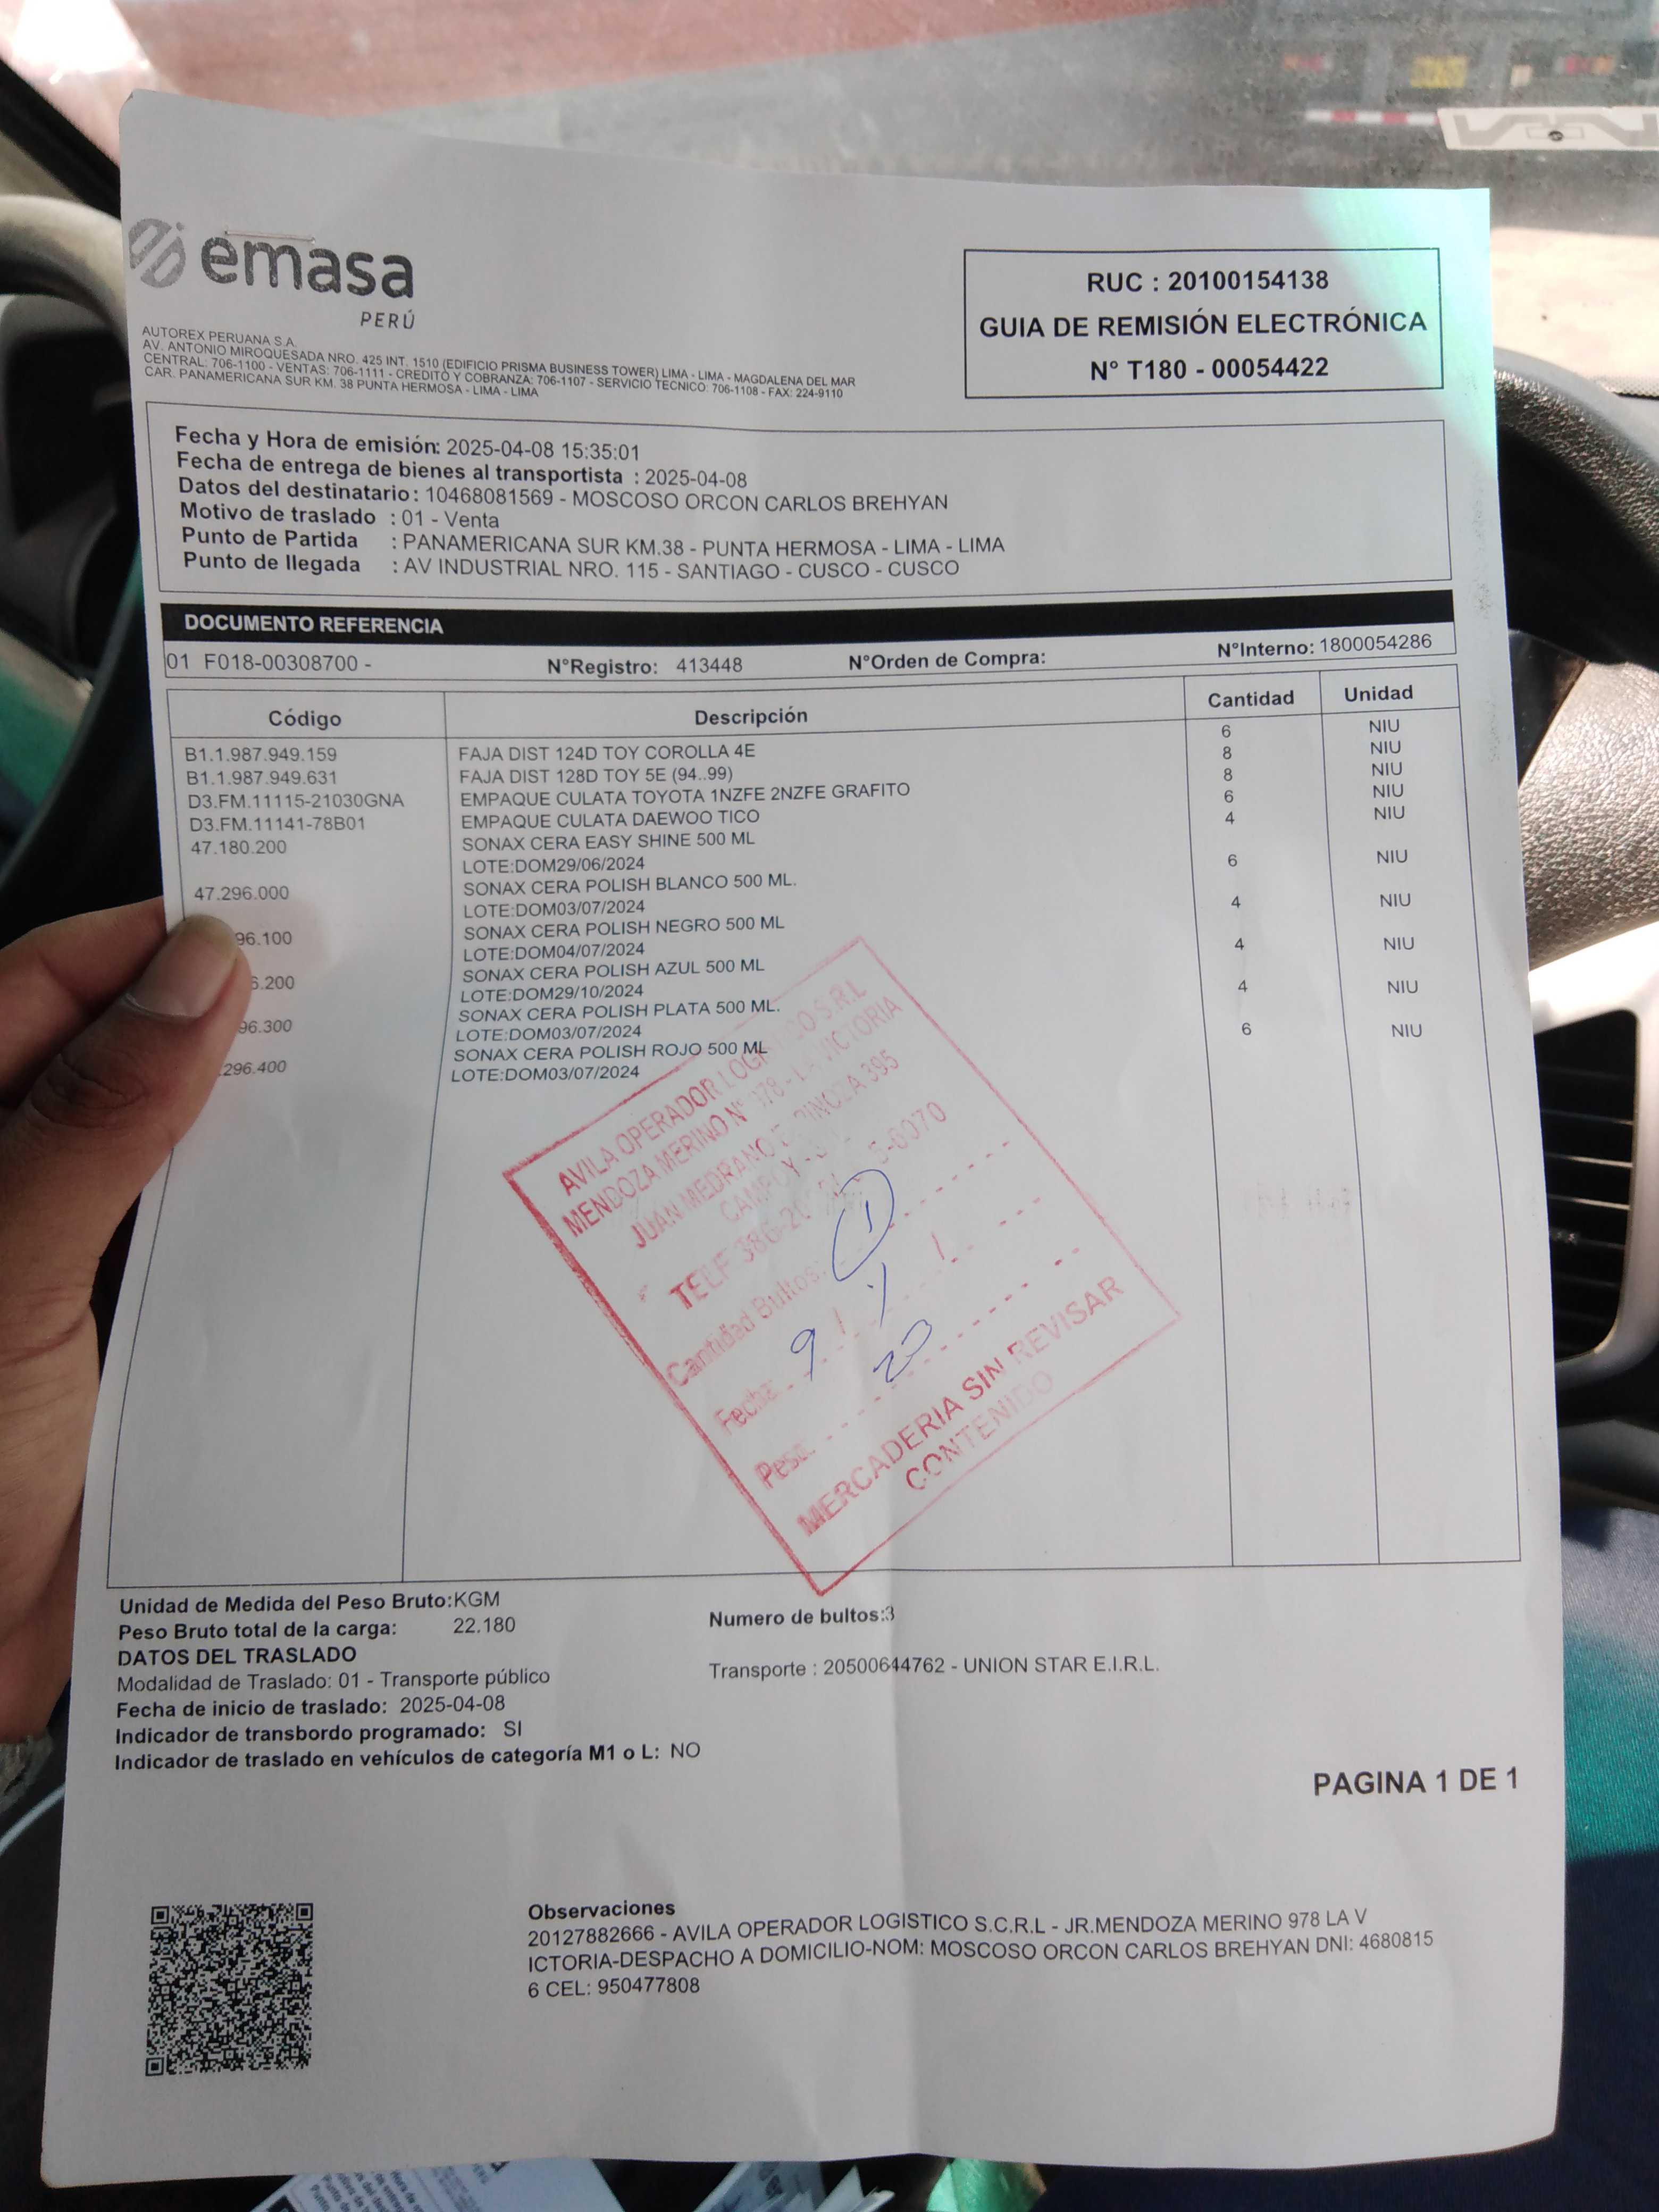 emasa
PERÚ
RUC : 20100154138
GUIA DE REMISIÓN ELECTRÓNICA
N° T180 - 00054422
AUTOREX PERUANA S.A.
AV. ANTONIO MIROQUESADA NRO. 425 INT. 1510 (EDIFICIO PRISMA BUSINESS TOWER) LIMA - LIMA - MAGDALENA DEL MAR
CENTRAL: 706-1100 - VENTAS: 706-1111 - CREDITO Y COBRANZA: 706-1107 - SERVICIO TECNICO: 706-1108 - FAX: 224-9110
CAR. PANAMERICANA SUR KM. 38 PUNTA HERMOSA - LIMA - LIMA
Fecha y Hora de emisión: 2025-04-08 15:35:01
Fecha de entrega de bienes al transportista : 2025-04-08
Datos del destinatario : 10468081569 - MOSCOSO ORCON CARLOS BREHYAN
Motivo de traslado : 01 - Venta
Punto de Partida : PANAMERICANA SUR KM.38 - PUNTA HERMOSA - LIMA - LIMA
Punto de llegada : AV INDUSTRIAL NRO. 115 - SANTIAGO - CUSCO - CUSCO
DOCUMENTO REFERENCIA
01 F018-00308700 - N°Registro: 413448 N°Orden de Compra: N°Interno: 1800054286
Código Descripción Cantidad Unidad
B1.1.987.949.159 FAJA DIST 124D TOY COROLLA 4E 6 NIU
B1.1.987.949.631 FAJA DIST 128D TOY 5E (94..99) 8 NIU
D3.FM.11115-21030GNA EMPAQUE CULATA TOYOTA 1NZFE 2NZFE GRAFITO 8 NIU
D3.FM.11141-78B01 EMPAQUE CULATA DAEWOO TICO 6 NIU
47.180.200 SONAX CERA EASY SHINE 500 ML 4 NIU
LOTE:DOM29/06/2024
47.296.000 SONAX CERA POLISH BLANCO 500 ML. 6 NIU
LOTE:DOM03/07/2024
96.100 SONAX CERA POLISH NEGRO 500 ML 4 NIU
LOTE:DOM04/07/2024
6.200 SONAX CERA POLISH AZUL 500 ML 4 NIU
LOTE:DOM29/10/2024
96.300 SONAX CERA POLISH PLATA 500 ML. 4 NIU
LOTE:DOM03/07/2024
.296.400 SONAX CERA POLISH ROJO 500 ML 6 NIU
LOTE:DOM03/07/2024
AVILA OPERADOR S.R.L
MENDOZA MERINO N° VICTORIA
JUAN MEDRANO 395
TELF
Cantidad Bultos: 1
Fecha: 9
Peso:
MERCADERIA SIN REVISAR
CONTENIDO
Unidad de Medida del Peso Bruto:KGM
Peso Bruto total de la carga: 22.180
Numero de bultos:3
DATOS DEL TRASLADO
Modalidad de Traslado: 01 - Transporte público
Transporte : 20500644762 - UNION STAR E.I.R.L.
Fecha de inicio de traslado: 2025-04-08
Indicador de transbordo programado: SI
Indicador de traslado en vehículos de categoría M1 o L: NO
PAGINA 1 DE 1
Observaciones
20127882666 - AVILA OPERADOR LOGISTICO S.C.R.L - JR.MENDOZA MERINO 978 LA V
ICTORIA-DESPACHO A DOMICILIO-NOM: MOSCOSO ORCON CARLOS BREHYAN DNI: 4680815
6 CEL: 950477808